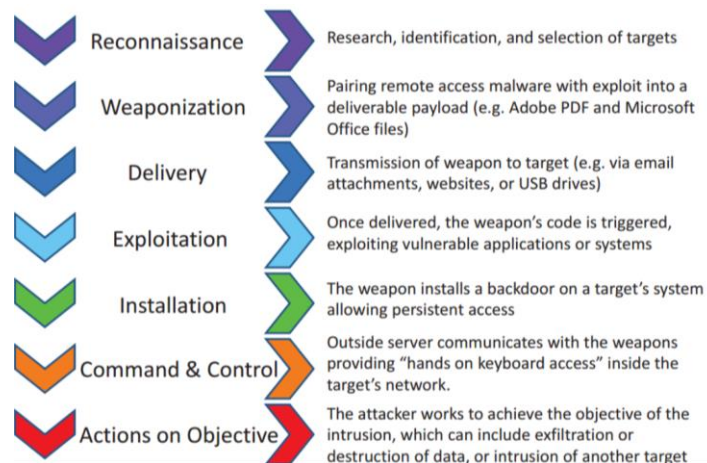 Reconnaissance
Research, identification, and selection of targets
Weaponization
Pairing remote access malware with exploit into a
deliverable payload (e.g. Adobe PDF and Microsoft
Office files)
Delivery
Transmission of weapon to target (e.g. via email
attachments, websites, or USB drives)
Exploitation
Once delivered, the weapon's code is triggered,
exploiting vulnerable applications or systems
Installation
The weapon installs a backdoor on a target's system
allowing persistent access
Command & Control
Outside server communicates with the weapons
providing “hands on keyboard access” inside the
target's network.
Actions on Objective
The attacker works to achieve the objective of the
intrusion, which can include exfiltration or
destruction of data, or intrusion of another target